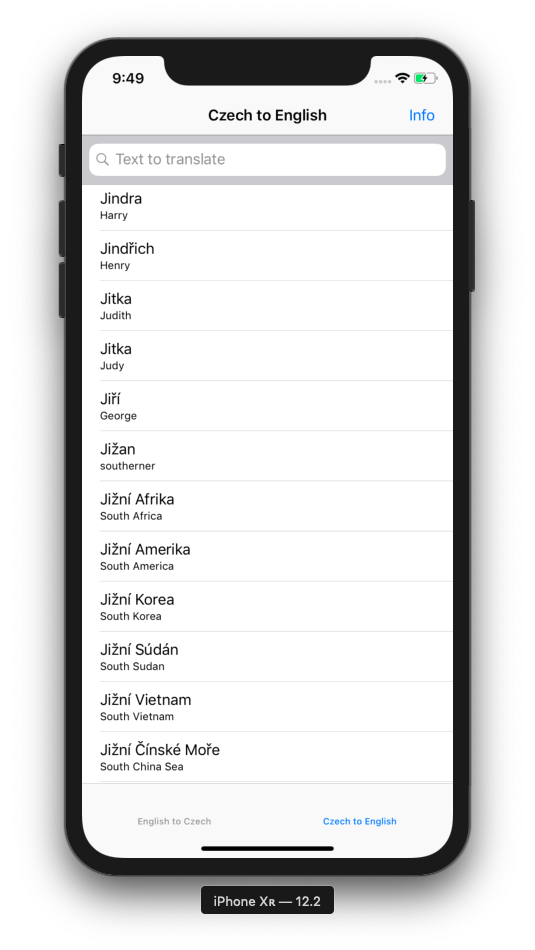 9:49
Czech to English
Info
Text to translate
Jindra
Harry
Jindřich
Henry
Jitka
Judith
Jitka
Judy
Jiří
George
Jižan
southerner
Jižní Afrika
South Africa
Jižní Amerika
South America
Jižní Korea
South Korea
Jižní Súdán
South Sudan
Jižní Vietnam
South Vietnam
Jižní Čínské Moře
South China Sea
English to Czech
Czech to English
iPhone Xʀ — 12.2